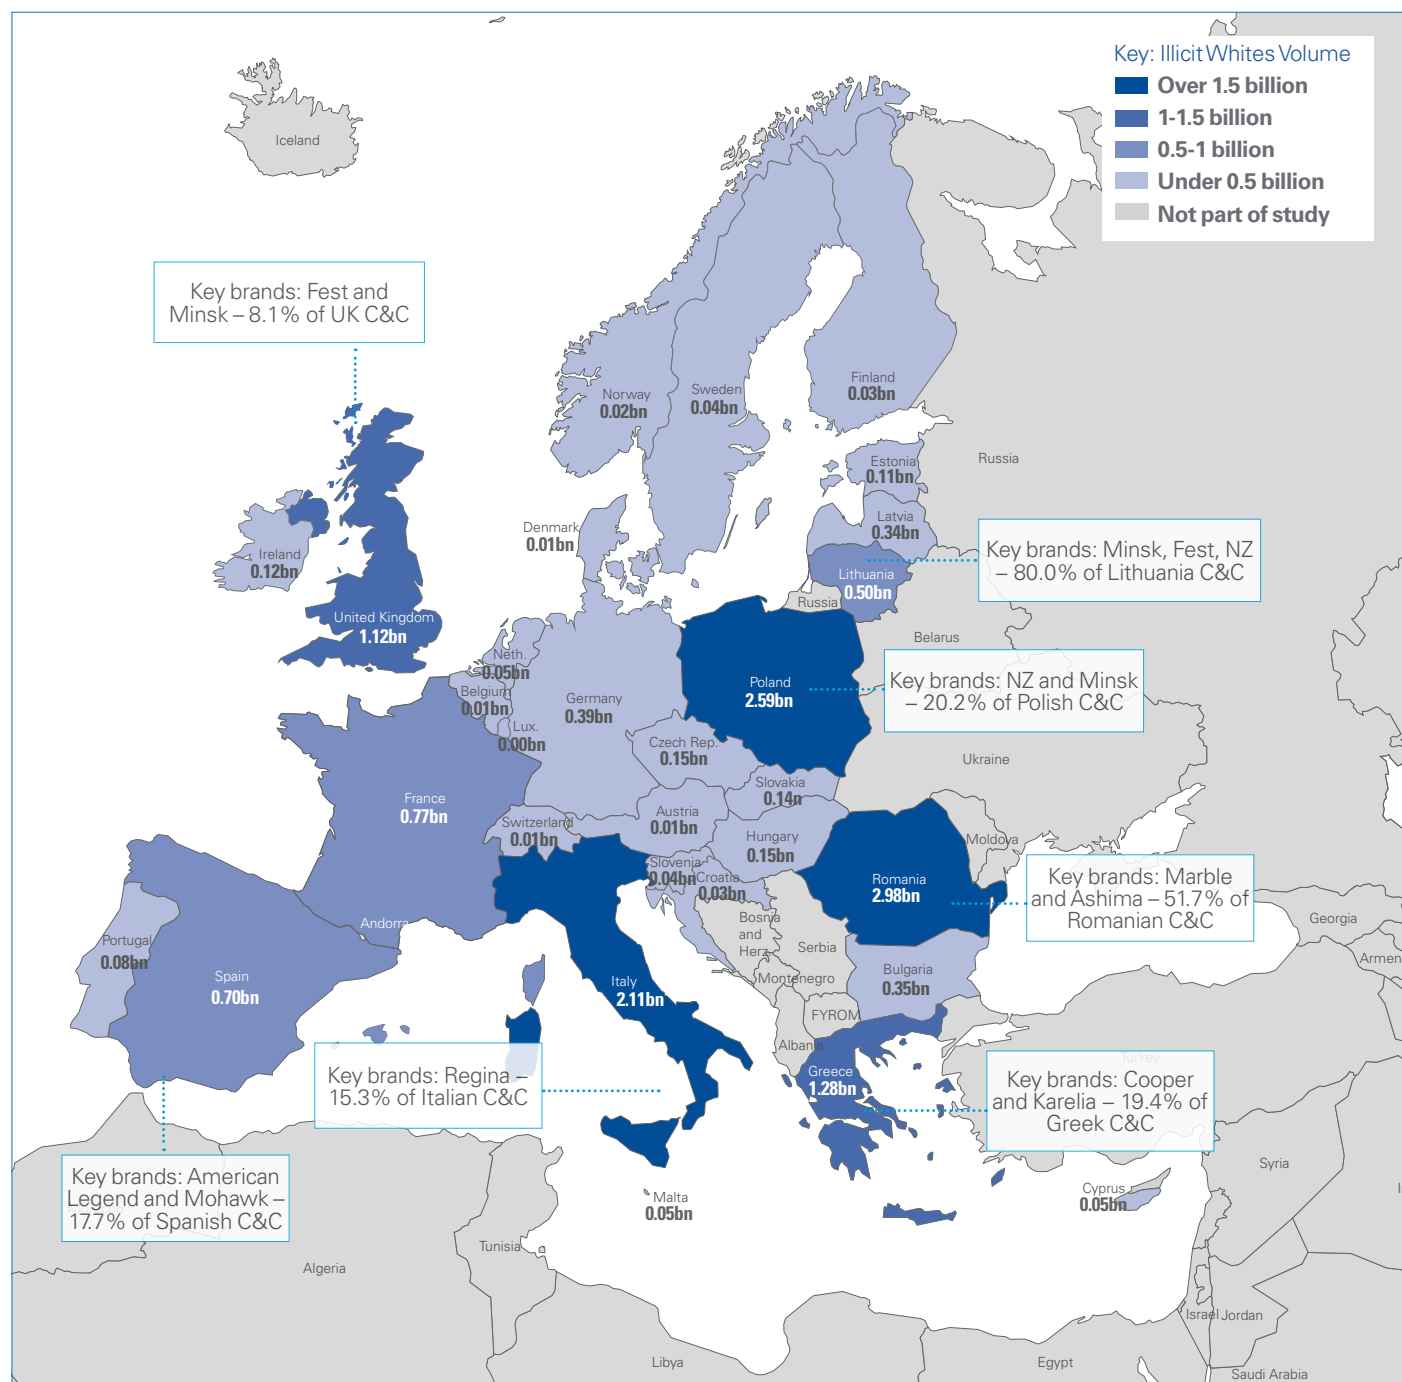 Key: Illicit Whites Volume
Over 1.5 billion
1-1.5 billion
0.5-1 billion
Under 0.5 billion
Not part of study
Iceland
Key brands: Fest and
Minsk – 8.1% of UK C&C
Norway
0.02bn
Sweden
0.04bn
Finland
0.03bn
Russia
Estonia
0.11bn
Latvia
0.34bn
Denmark
0.01bn
Ireland
0.12bn
Key brands: Minsk, Fest, NZ
– 80.0% of Lithuania C&C
Lithuania
0.50bn
Russia
United Kingdom
1.12bn
Belarus
Neth.
0.05bn
Belgium
0.01bn
Lux.
0.00bn
Germany
0.39bn
Poland
2.59bn
Key brands: NZ and Minsk
– 20.2% of Polish C&C
Czech Rep.
0.15bn
Ukraine
Slovakia
0.14n
France
0.77bn
Switzerland
0.01bn
Austria
0.01bn
Hungary
0.15bn
Moldova
Slovenia
0.04bn
Croatia
0.03bn
Romania
2.98bn
Key brands: Marble
and Ashima – 51.7% of
Romanian C&C
Andorra
Bosnia
and
Herz.
Serbia
Georgia
Portugal
0.08bn
Spain
0.70bn
Armen
Montenegro
Bulgaria
0.35bn
Italy
2.11bn
FYROM
Albania
Turkey
Greece
1.28bn
Key brands: Regina –
15.3% of Italian C&C
Key brands: Cooper
and Karelia – 19.4% of
Greek C&C
Key brands: American
Legend and Mohawk –
17.7% of Spanish C&C
Malta
0.05bn
Cyprus
0.05bn
Syria
I
Tunisia
Algeria
Israel
Jordan
Libya
Egypt
Saudi Arabia